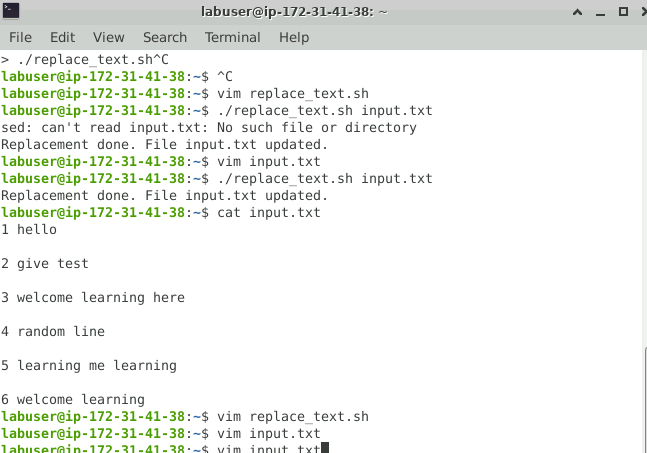 labuser@ip-172-31-41-38: ~
File Edit View Search Terminal Help
> ./replace_text.sh^C
labuser@ip-172-31-41-38:~$ ^C
labuser@ip-172-31-41-38:~$ vim replace_text.sh
labuser@ip-172-31-41-38:~$ ./replace_text.sh input.txt
sed: can't read input.txt: No such file or directory
Replacement done. File input.txt updated.
labuser@ip-172-31-41-38:~$ vim input.txt
labuser@ip-172-31-41-38:~$ ./replace_text.sh input.txt
Replacement done. File input.txt updated.
labuser@ip-172-31-41-38:~$ cat input.txt
1 hello
2 give test
3 welcome learning here
4 random line
5 learning me learning
6 welcome learning
labuser@ip-172-31-41-38:~$ vim replace_text.sh
labuser@ip-172-31-41-38:~$ vim input.txt
labuser@ip-172-31-41-38:~$ vim input.txt